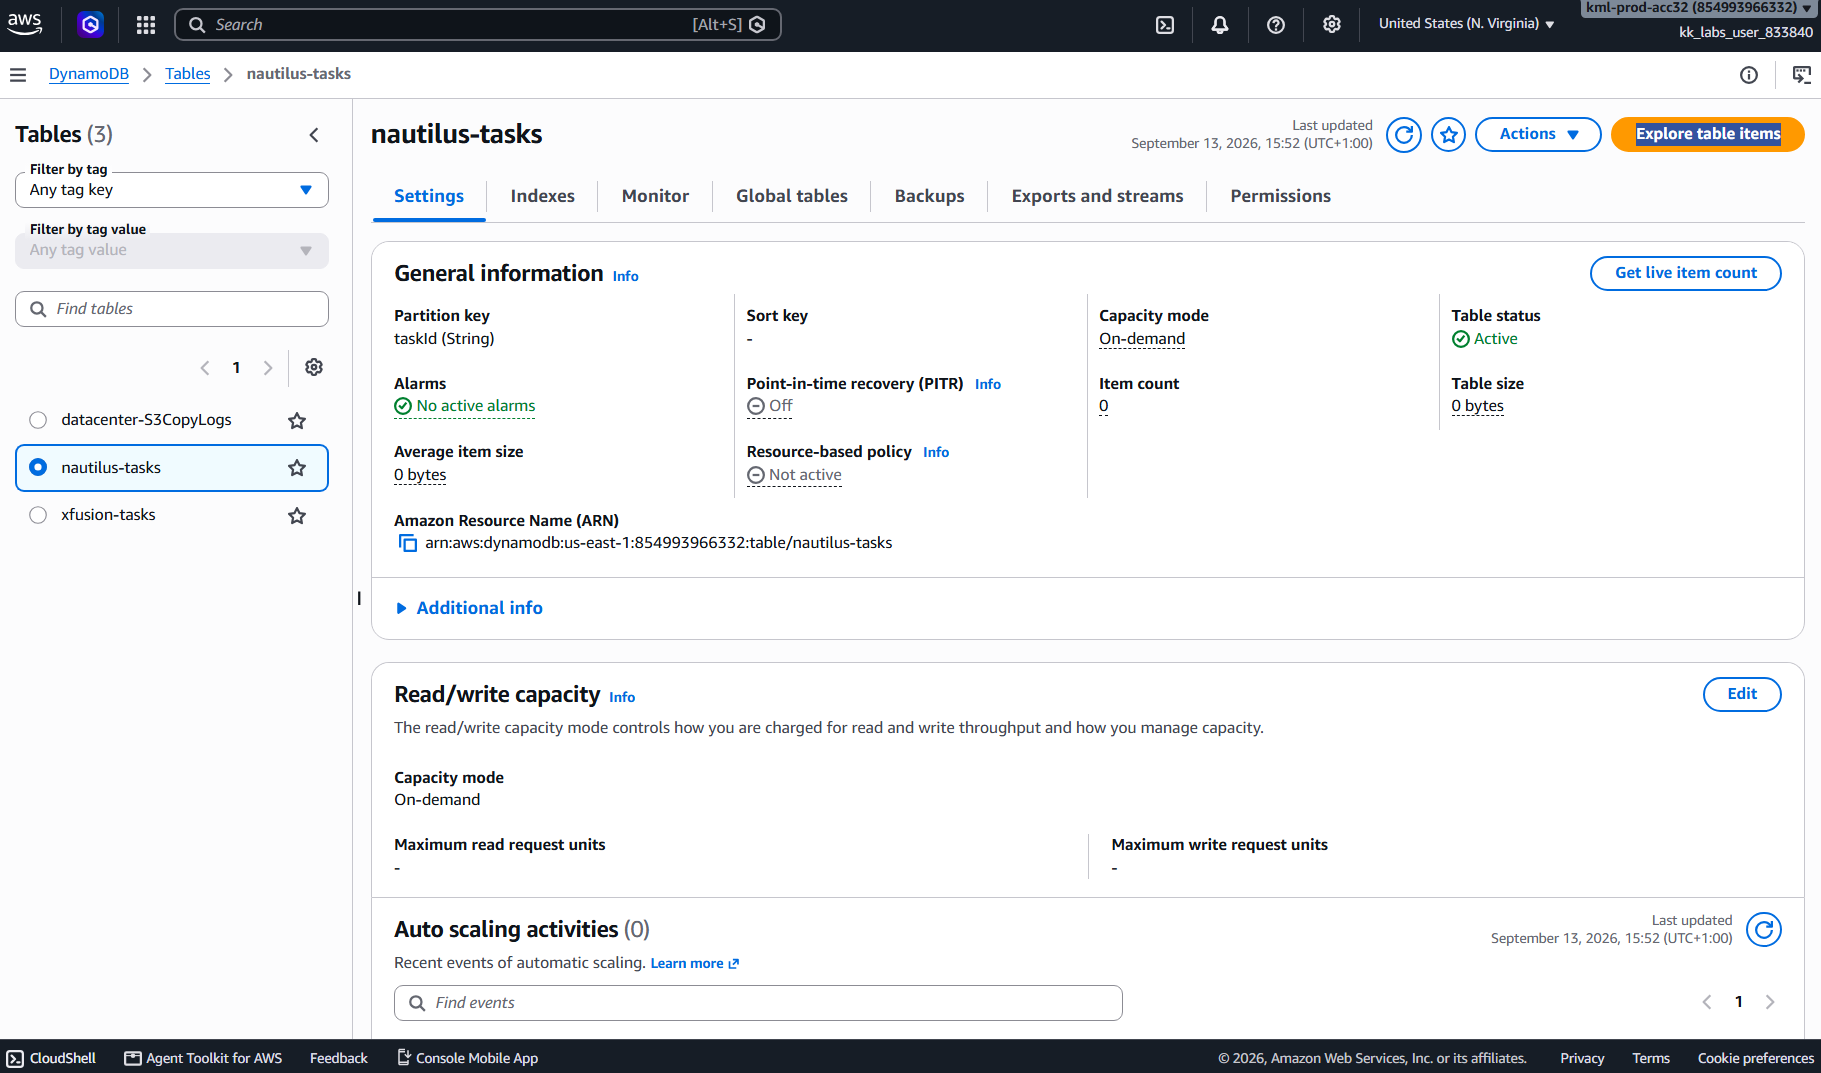 aws
Search
[Alt+S]
United States (N. Virginia)
kml-prod-acc32 (854993966332)
kk_labs_user_833840
DynamoDB
Tables
nautilus-tasks
Tables (3)
Filter by tag
Any tag key
Filter by tag value
Any tag value
Find tables
1
datacenter-S3CopyLogs
nautilus-tasks
xfusion-tasks
nautilus-tasks
Last updated
September 13, 2026, 15:52 (UTC+1:00)
Actions
Explore table items
Settings
Indexes
Monitor
Global tables
Backups
Exports and streams
Permissions
General information Info
Get live item count
Partition key
taskId (String)
Sort key
-
Capacity mode
On-demand
Table status
Active
Alarms
No active alarms
Point-in-time recovery (PITR) Info
Off
Item count
0
Table size
0 bytes
Average item size
0 bytes
Resource-based policy Info
Not active
Amazon Resource Name (ARN)
arn:aws:dynamodb:us-east-1:854993966332:table/nautilus-tasks
Additional info
Read/write capacity Info
Edit
The read/write capacity mode controls how you are charged for read and write throughput and how you manage capacity.
Capacity mode
On-demand
Maximum read request units
-
Maximum write request units
-
Auto scaling activities (0)
Last updated
September 13, 2026, 15:52 (UTC+1:00)
Recent events of automatic scaling. Learn more
Find events
1
CloudShell
Agent Toolkit for AWS
Feedback
Console Mobile App
© 2026, Amazon Web Services, Inc. or its affiliates.
Privacy
Terms
Cookie preferences